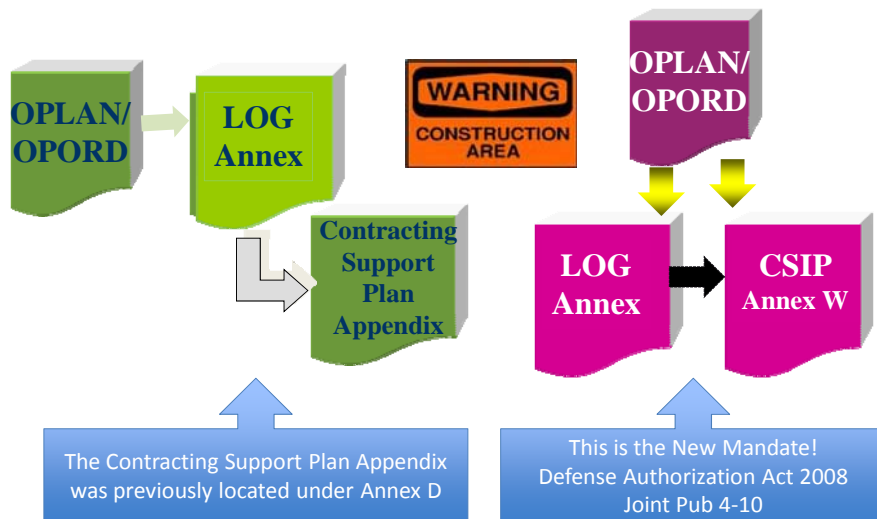 OPLAN/
OPORD
LOG
Annex
Contracting
Support
Plan
Appendix
WARNING
CONSTRUCTION
AREA
OPLAN/
OPORD
LOG
Annex
CSIP
Annex W
The Contracting Support Plan Appendix
was previously located under Annex D
This is the New Mandate!
Defense Authorization Act 2008
Joint Pub 4-10